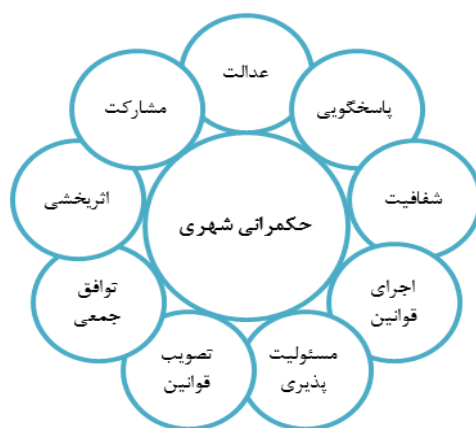 عدالت
پاسخگویی
شفافیت
اجرای
قوانین
مسئولیت
پذیری
تصویب
قوانین
توافق
جمعی
اثربخشی
مشارکت
حکمرانی شهری